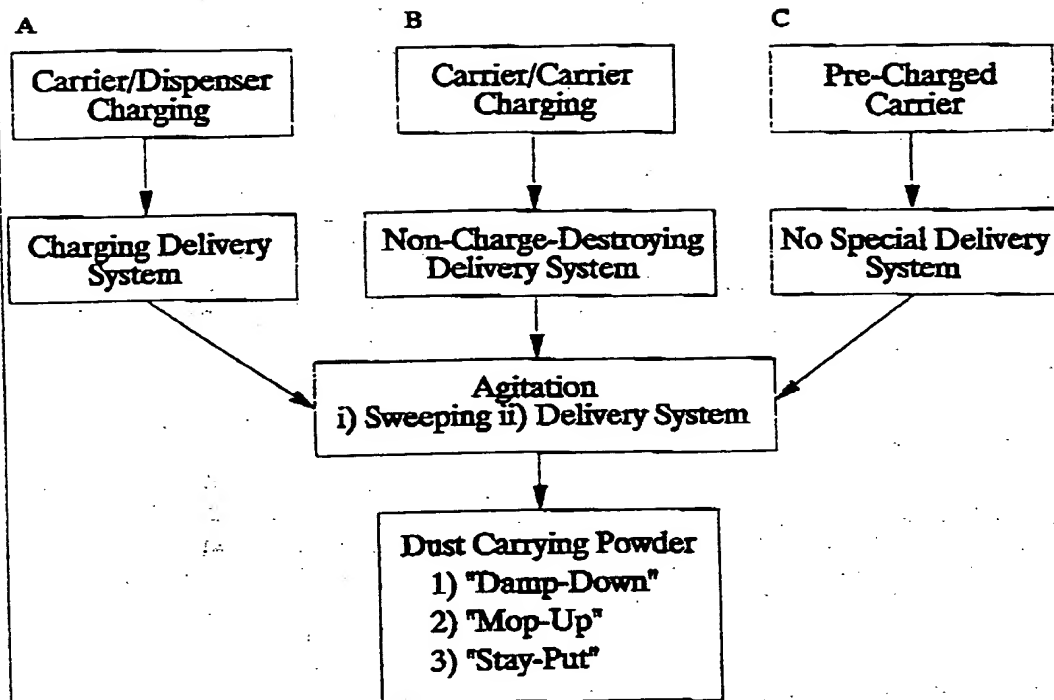 A
B
C
Carrier/Dispenser
Charging
Carrier/Carrier
Charging
Pre-Charged
Carrier
Charging Delivery
System
Non-Charge-Destroying
Delivery System
No Special Delivery
System
Agitation
i) Sweeping ii) Delivery System
Dust Carrying Powder
1) "Damp-Down"
2) "Mop-Up"
3) "Stay-Put"